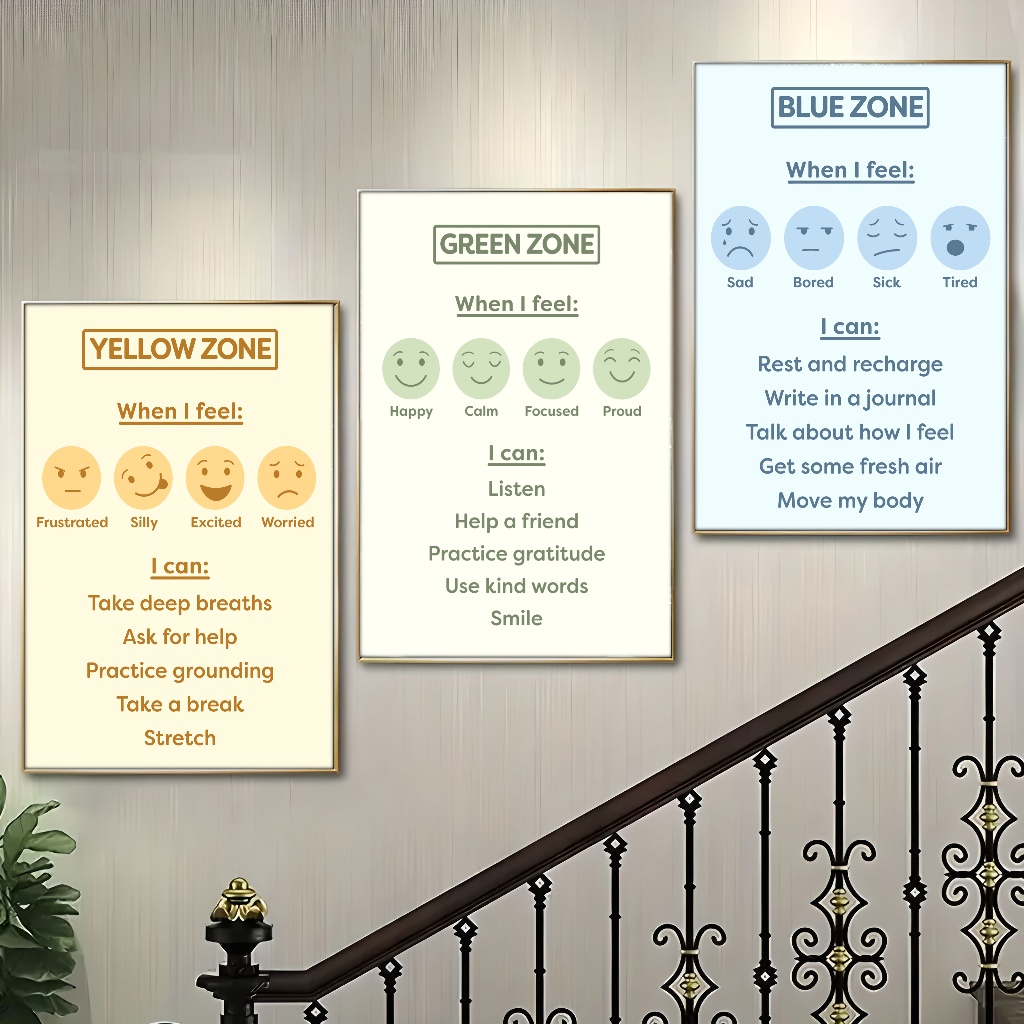 YELLOW ZONE
When I feel:
Frustrated Silly Excited Worried
I can:
Take deep breaths
Ask for help
Practice grounding
Take a break
Stretch
GREEN ZONE
When I feel:
Happy Calm Focused Proud
I can:
Listen
Help a friend
Practice gratitude
Use kind words
Smile
BLUE ZONE
When I feel:
Sad Bored Sick Tired
I can:
Rest and recharge
Write in a journal
Talk about how I feel
Get some fresh air
Move my body